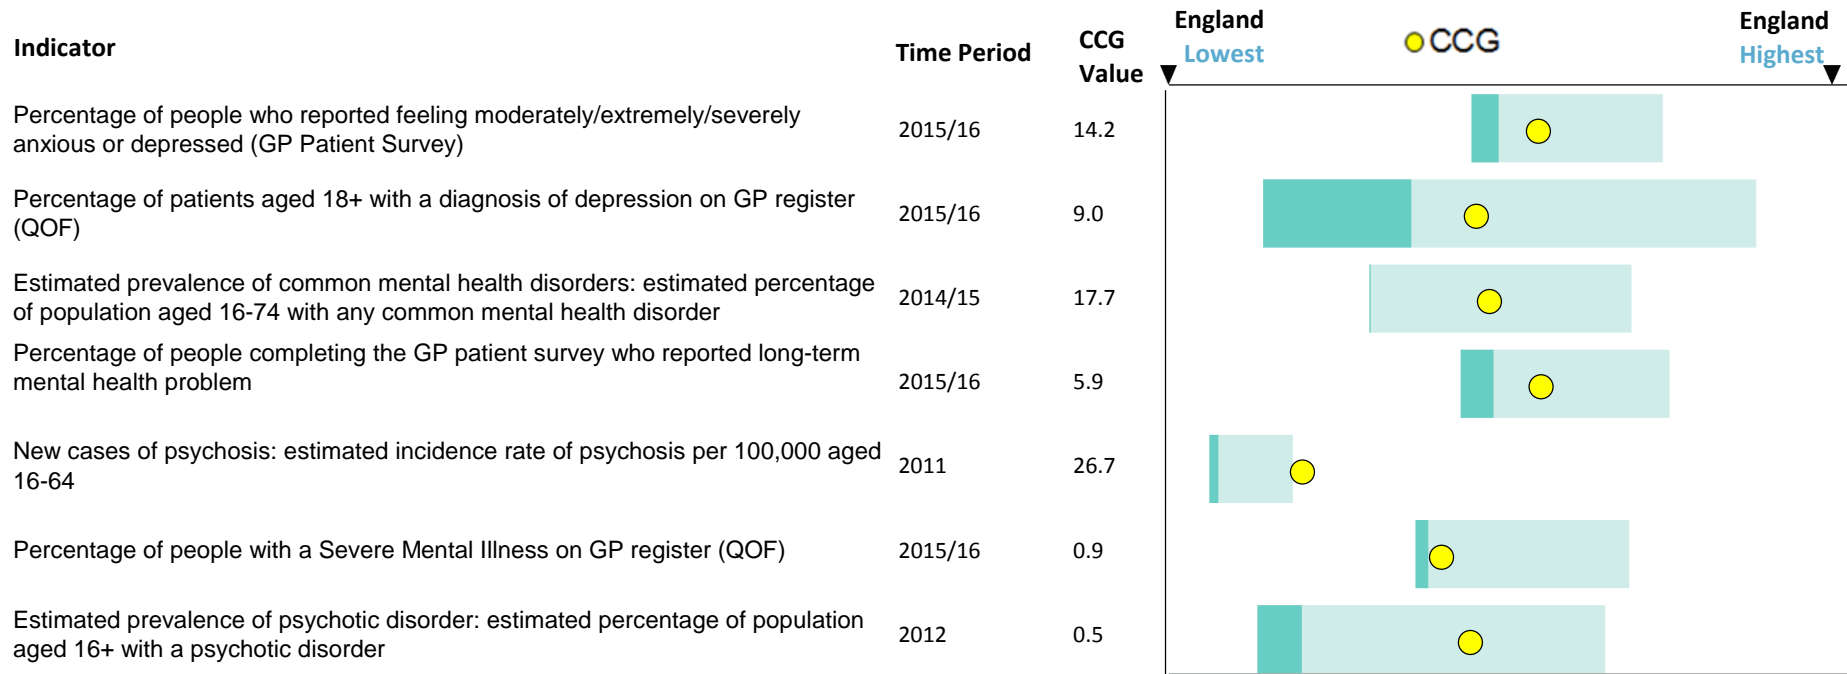 Indicator
Time Period
CCG
Value
England
Lowest
CCG
England
Highest
Percentage of people who reported feeling moderately/extremely/severely
anxious or depressed (GP Patient Survey)
2015/16
14.2
Percentage of patients aged 18+ with a diagnosis of depression on GP register
(QOF)
2015/16
9.0
Estimated prevalence of common mental health disorders: estimated percentage
of population aged 16-74 with any common mental health disorder
2014/15
17.7
Percentage of people completing the GP patient survey who reported long-term
mental health problem
2015/16
5.9
New cases of psychosis: estimated incidence rate of psychosis per 100,000 aged
16-64
2011
26.7
Percentage of people with a Severe Mental Illness on GP register (QOF)
2015/16
0.9
Estimated prevalence of psychotic disorder: estimated percentage of population
aged 16+ with a psychotic disorder
2012
0.5